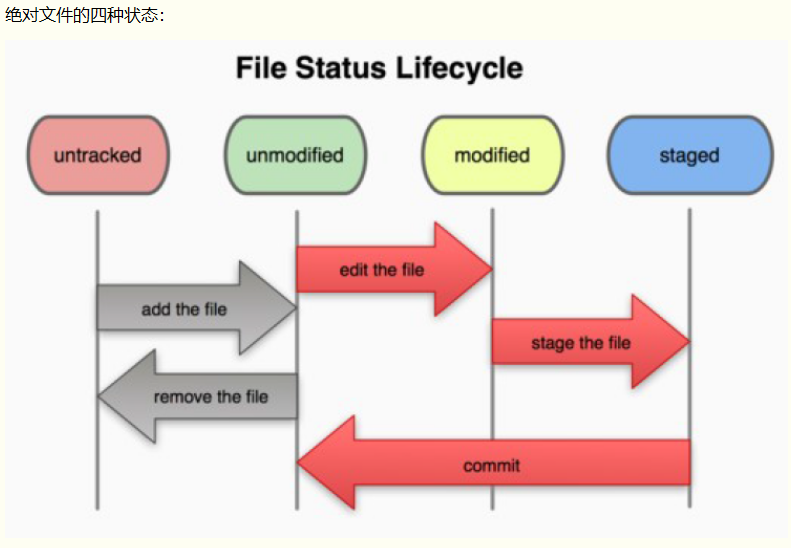 绝对文件的四种状态:
File Status Lifecycle
untracked
unmodified
modified
staged
edit the file
add the file
stage the file
remove the file
commit